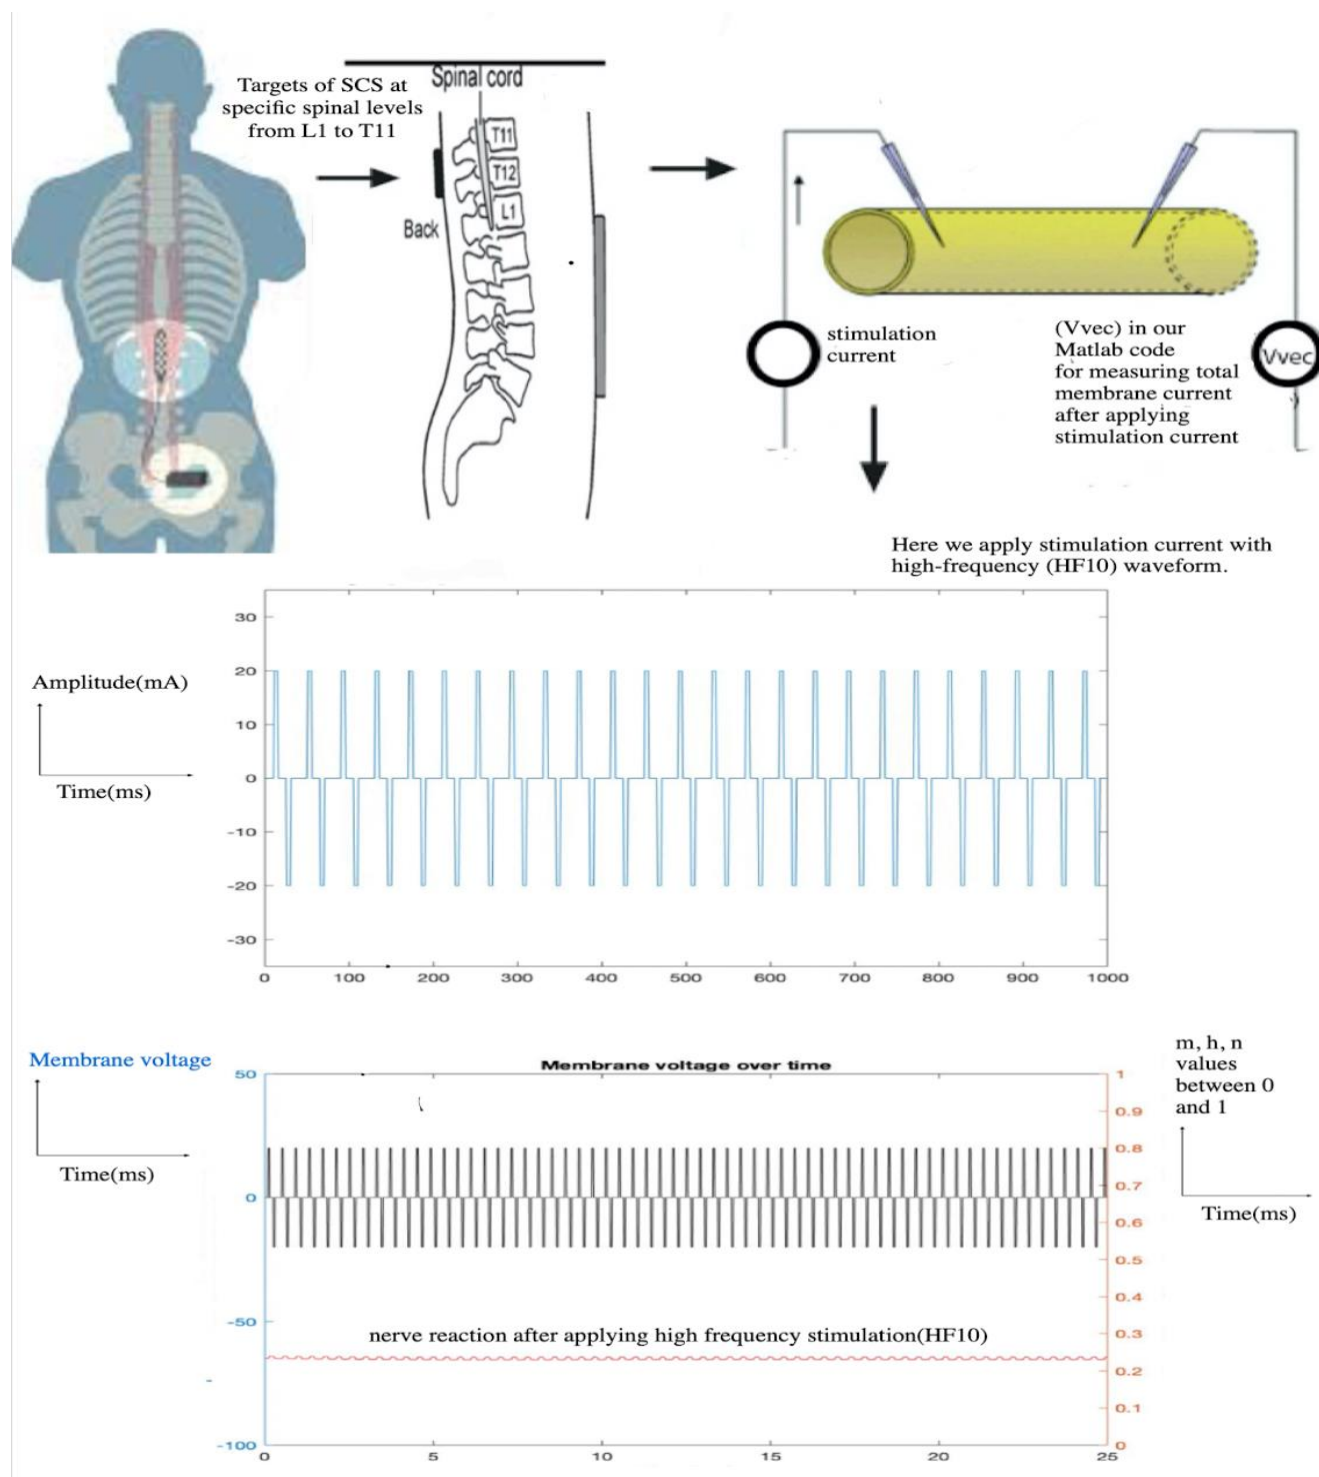 Targets of SCS at
specific spinal levels
from L1 to T11
Spinal cord
T11
T12
L1
Back
stimulation
current
(Vvec) in our
Matlab code
for measuring total
membrane current
after applying
stimulation current
Vvec
Here we apply stimulation current with
high-frequency (HF10) waveform.
Amplitude(mA)
Time(ms)
30
20
10
0
-10
-20
-30
0 100 200 300 400 500 600 700 800 900 1000
Membrane voltage
Time(ms)
Membrane voltage over time
50
0
-50
-100
nerve reaction after applying high frequency stimulation(HF10)
0 5 10 15 20 25
1
0.9
0.8
0.7
0.6
0.5
0.4
0.3
0.2
0.1
0
m, h, n
values
between 0
and 1
Time(ms)